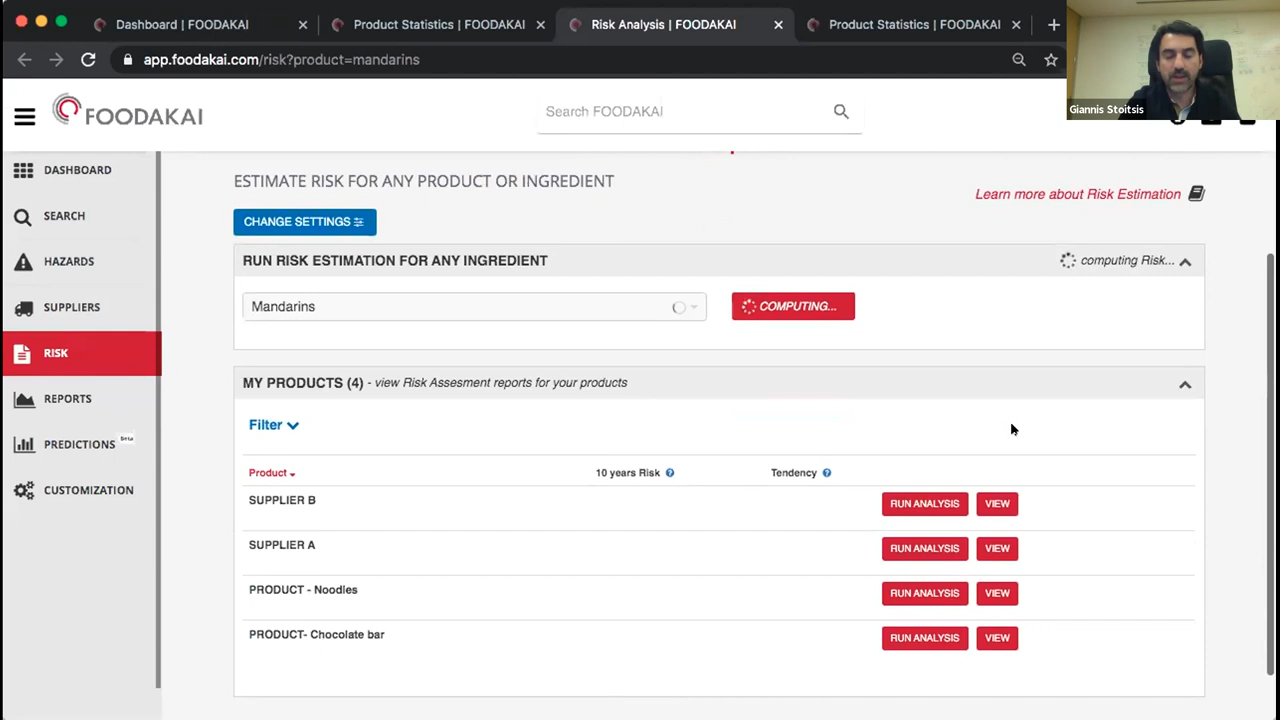 Dashboard | FOODAKAI
Product Statistics | FOODAKAI
Risk Analysis | FOODAKAI
Product Statistics | FOODAKAI
app.foodakai.com/risk?product=mandarins
Giannis Stoitsis
FOODAKAI
Search FOODAKAI
DASHBOARD
SEARCH
HAZARDS
SUPPLIERS
RISK
REPORTS
PREDICTIONS Beta
CUSTOMIZATION
ESTIMATE RISK FOR ANY PRODUCT OR INGREDIENT
Learn more about Risk Estimation
CHANGE SETTINGS
RUN RISK ESTIMATION FOR ANY INGREDIENT
computing Risk...
Mandarins
COMPUTING...
MY PRODUCTS (4) - view Risk Assesment reports for your products
Filter
Product 10 years Risk ? Tendency ?
SUPPLIER B RUN ANALYSIS VIEW
SUPPLIER A RUN ANALYSIS VIEW
PRODUCT - Noodles RUN ANALYSIS VIEW
PRODUCT- Chocolate bar RUN ANALYSIS VIEW